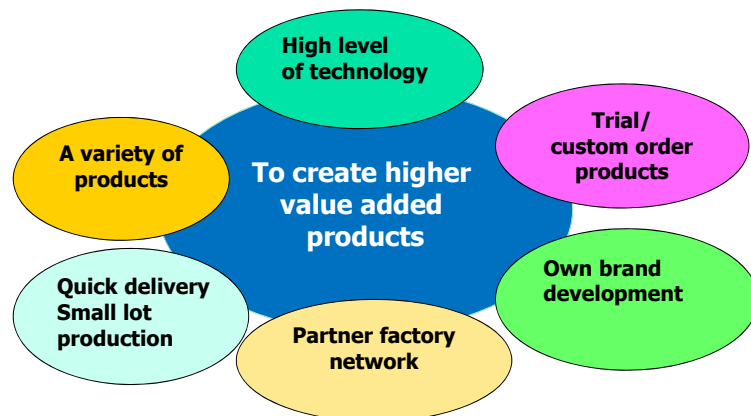 High level
of technology
Trial/
custom order
products
A variety of
products
To create higher
value added
products
Own brand
development
Quick delivery
Small lot
production
Partner factory
network